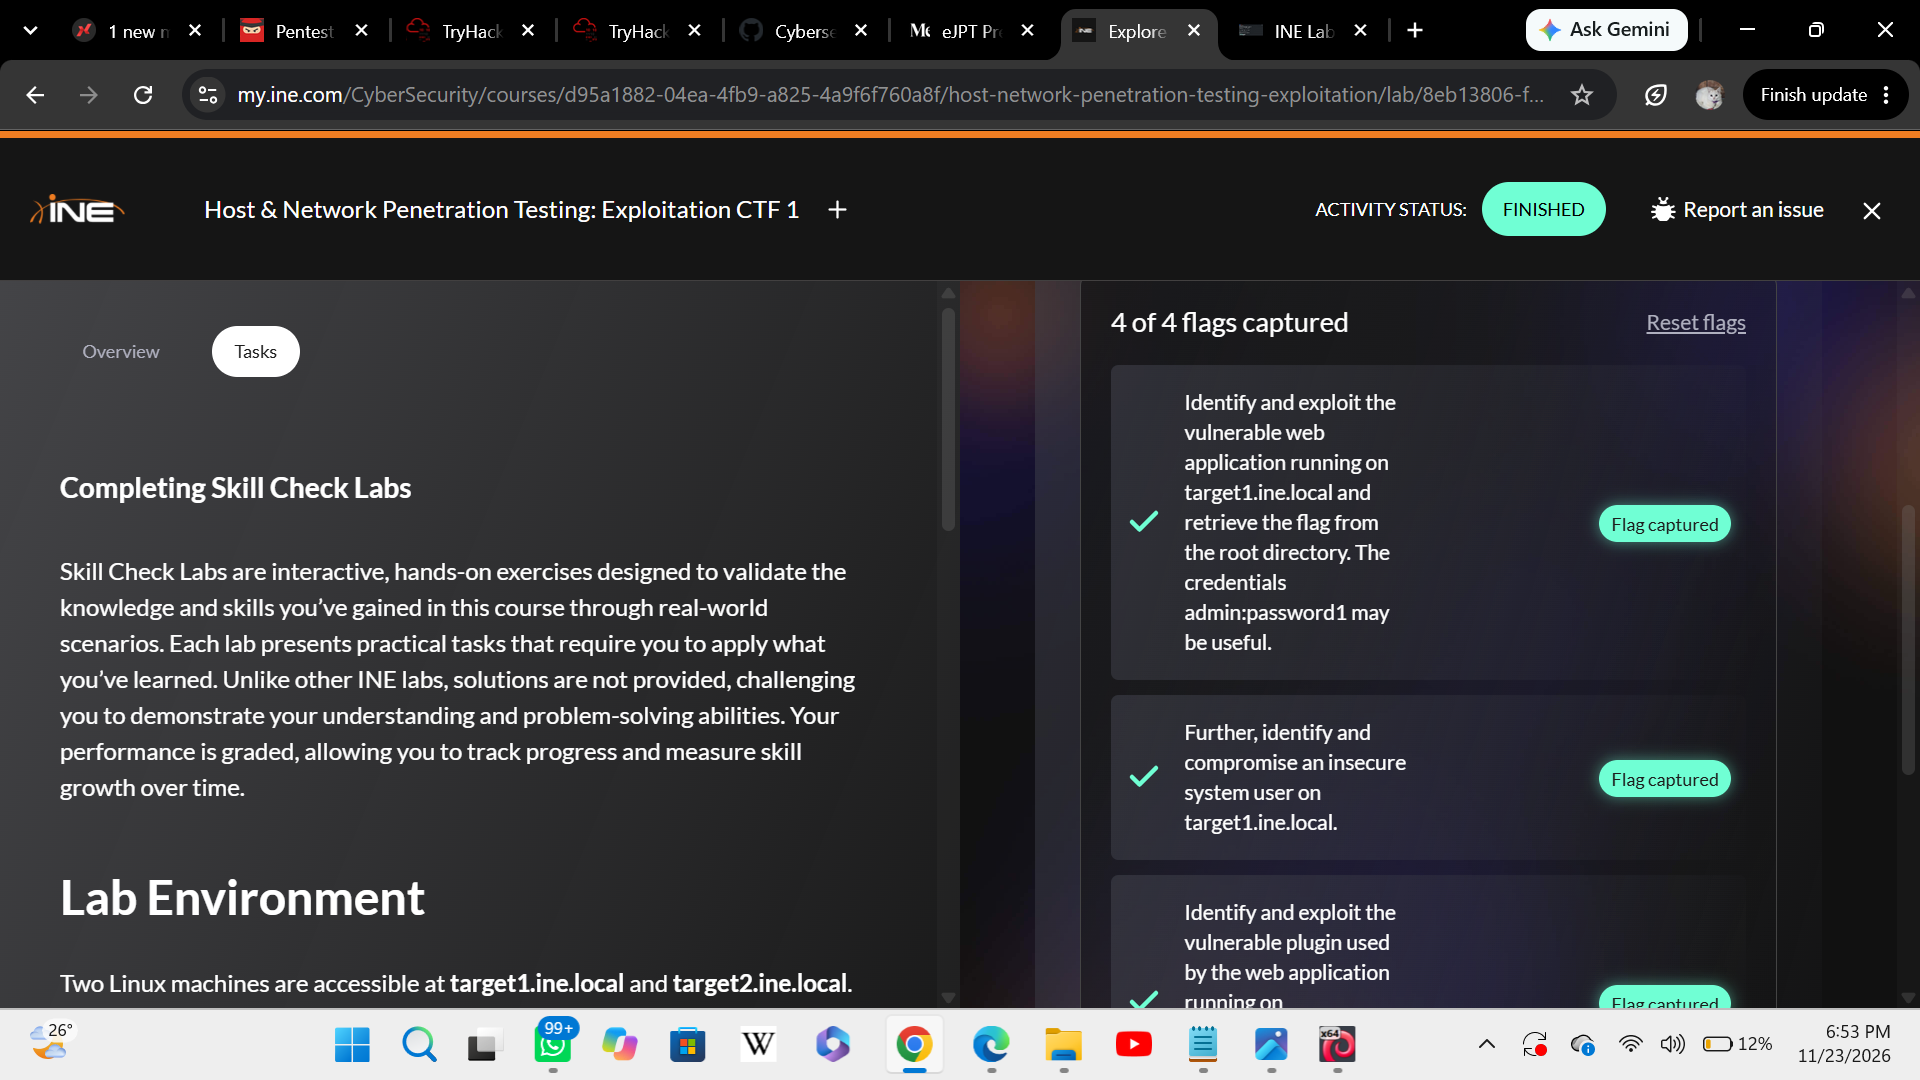 1 new n
Pentest
TryHack
TryHack
Cyberse
eJPT Pr
Explore
INE Lab
Ask Gemini
my.ine.com/CyberSecurity/courses/d95a1882-04ea-4fb9-a825-4a9f6f760a8f/host-network-penetration-testing-exploitation/lab/8eb13806-f...
Finish update
INE
Host & Network Penetration Testing: Exploitation CTF 1
ACTIVITY STATUS:
FINISHED
Report an issue
Overview
Tasks
Completing Skill Check Labs
Skill Check Labs are interactive, hands-on exercises designed to validate the
knowledge and skills you’ve gained in this course through real-world
scenarios. Each lab presents practical tasks that require you to apply what
you’ve learned. Unlike other INE labs, solutions are not provided, challenging
you to demonstrate your understanding and problem-solving abilities. Your
performance is graded, allowing you to track progress and measure skill
growth over time.
Lab Environment
Two Linux machines are accessible at target1.ine.local and target2.ine.local.
4 of 4 flags captured
Reset flags
Identify and exploit the
vulnerable web
application running on
target1.ine.local and
retrieve the flag from
the root directory. The
credentials
admin:password1 may
be useful.
Flag captured
Further, identify and
compromise an insecure
system user on
target1.ine.local.
Flag captured
Identify and exploit the
vulnerable plugin used
by the web application
running on
Flag captured
26°
99+
W
x64
12%
6:53 PM
11/23/2026